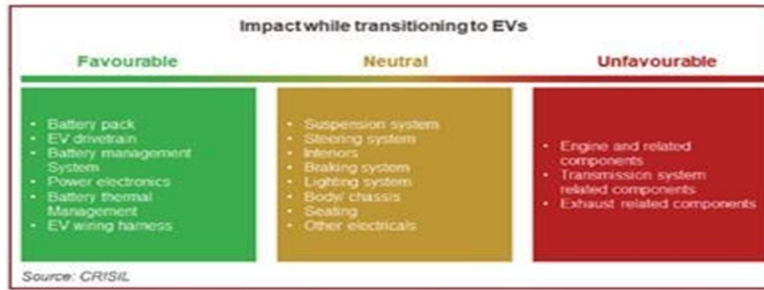 Impact while transitioning to EVs
Favourable
Neutral
Unfavourable
• Battery pack
• EV drivetrain
• Battery management
System
• Power electronics
• Battery thermal
Management
• EV wiring harness
• Suspension system
• Steering system
• Interiors
• Braking system
• Lighting system
• Body/ chassis
• Seating
• Other electricals
• Engine and related
components
• Transmission system
related components
• Exhaust related components
Source: CRISIL